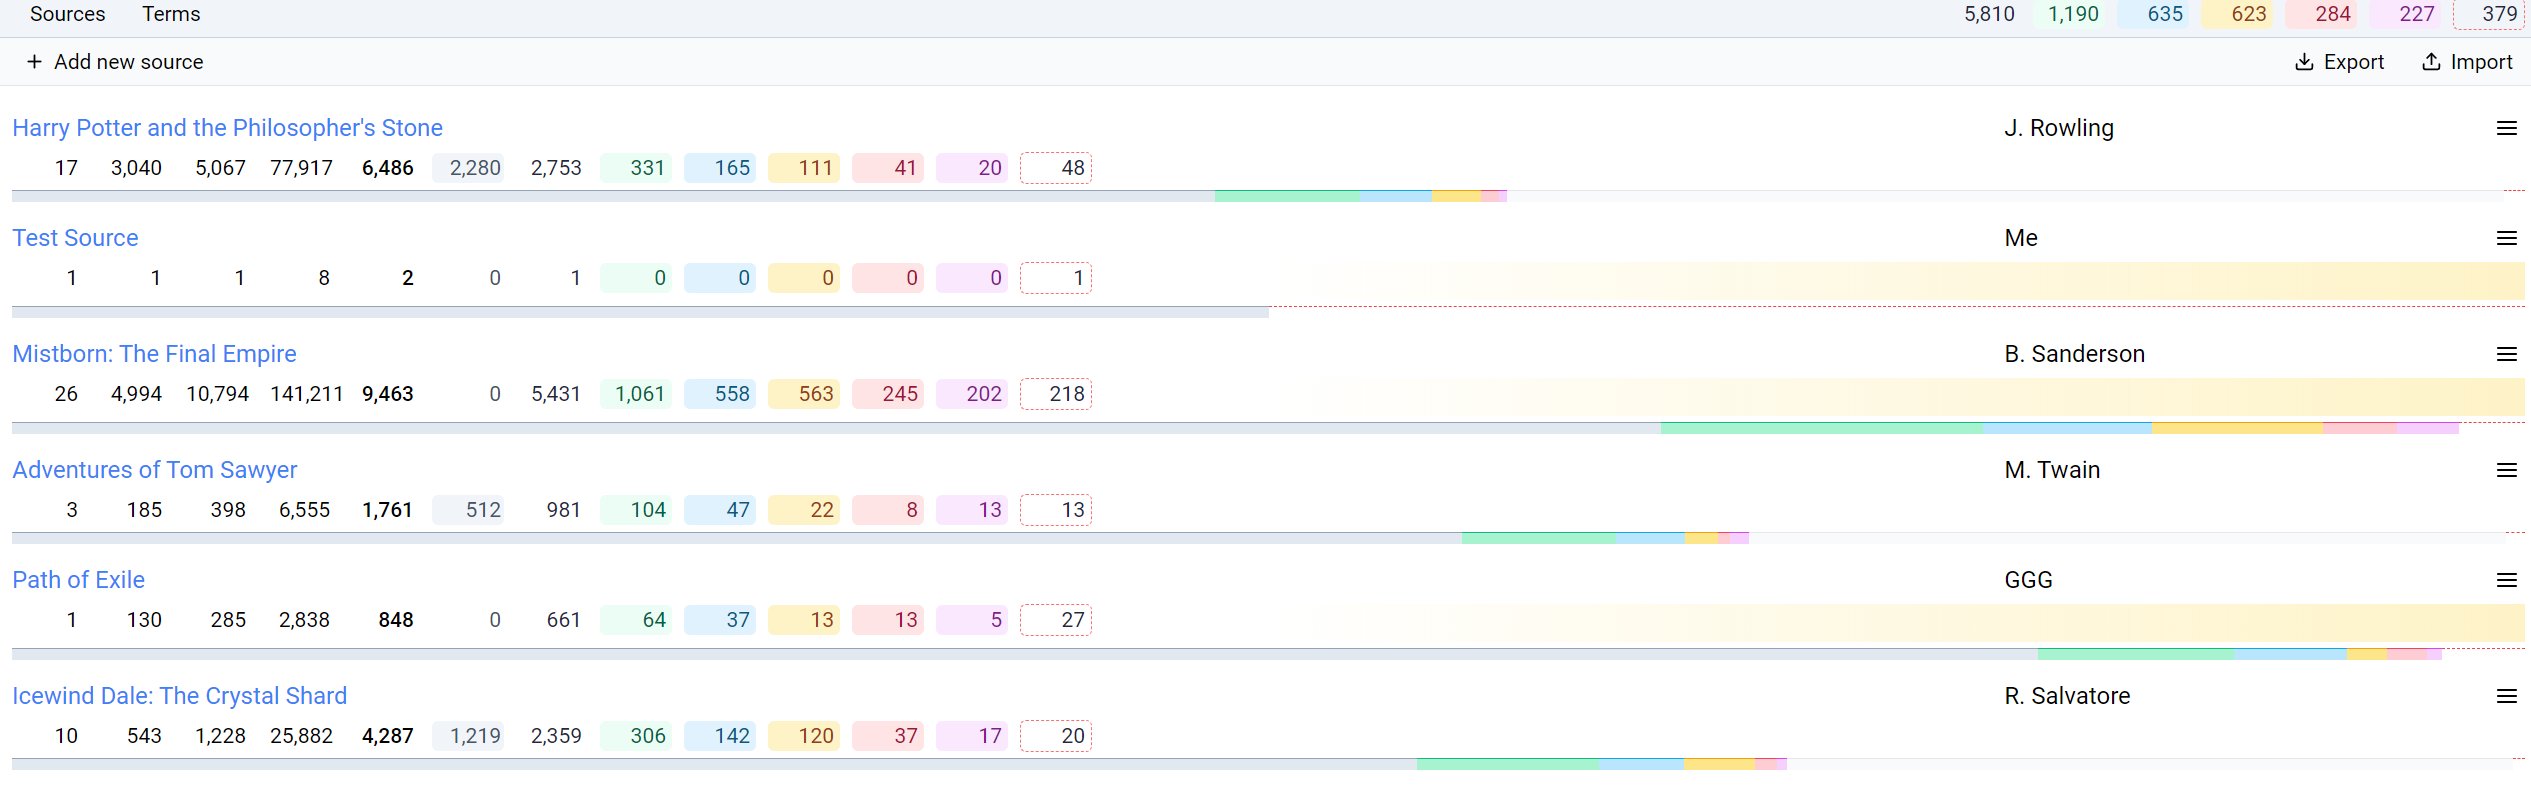 Sources Terms 5,810 1,190 635 623 284 227 379
+ Add new source Export Import
Harry Potter and the Philosopher's Stone J. Rowling
17 3,040 5,067 77,917 6,486 2,280 2,753 331 165 111 41 20 48
Test Source Me
1 1 1 8 2 0 1 0 0 0 0 0 1
Mistborn: The Final Empire B. Sanderson
26 4,994 10,794 141,211 9,463 0 5,431 1,061 558 563 245 202 218
Adventures of Tom Sawyer M. Twain
3 185 398 6,555 1,761 512 981 104 47 22 8 13 13
Path of Exile GGG
1 130 285 2,838 848 0 661 64 37 13 13 5 27
Icewind Dale: The Crystal Shard R. Salvatore
10 543 1,228 25,882 4,287 1,219 2,359 306 142 120 37 17 20